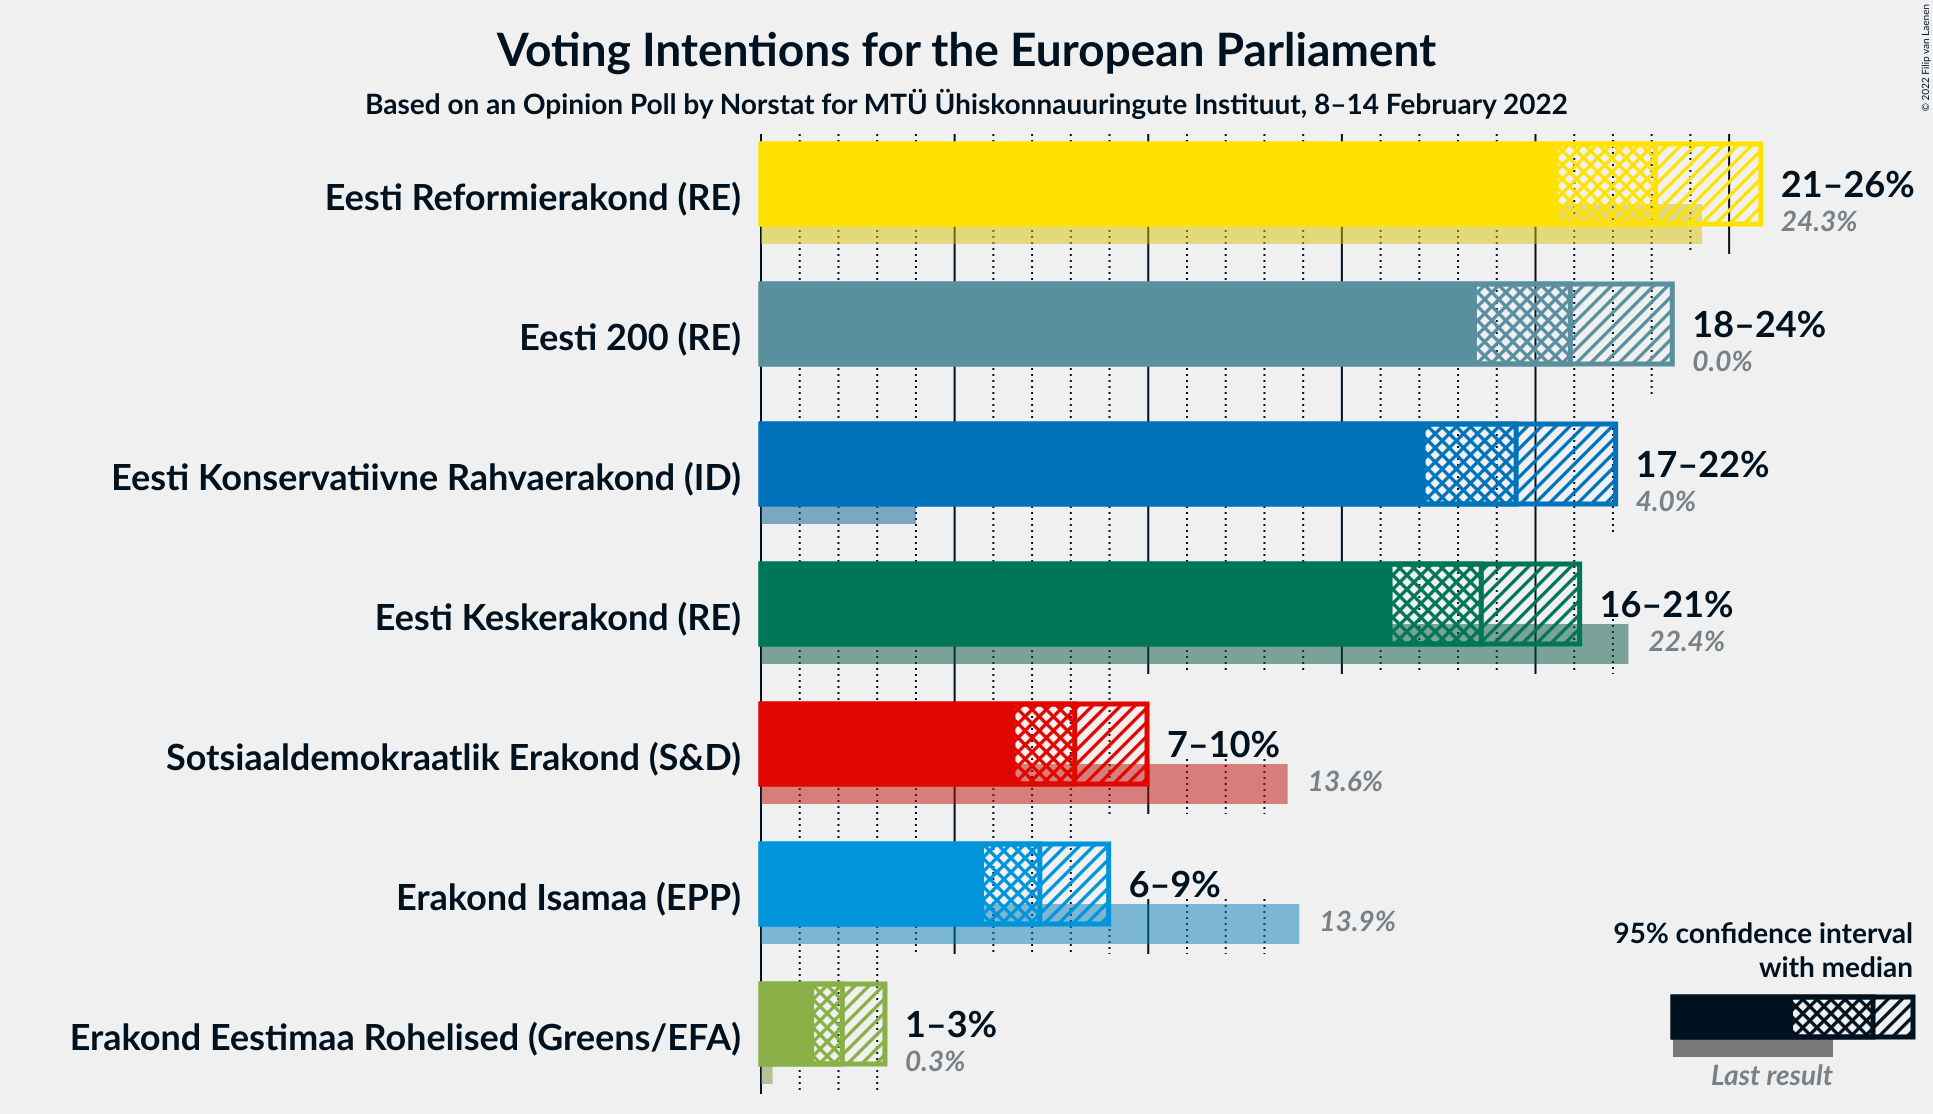 Voting Intentions for the European Parliament
Based on an Opinion Poll by Norstat for MTÜ Ühiskonnauuringute Instituut, 8–14 February 2022
© 2022 Filip van Laenen
Eesti Reformierakond (RE)
21–26%
24.3%
Eesti 200 (RE)
18–24%
0.0%
Eesti Konservatiivne Rahvaerakond (ID)
17–22%
4.0%
Eesti Keskerakond (RE)
16–21%
22.4%
Sotsiaaldemokraatlik Erakond (S&D)
7–10%
13.6%
Erakond Isamaa (EPP)
6–9%
13.9%
Erakond Eestimaa Rohelised (Greens/EFA)
1–3%
0.3%
95% confidence interval
with median
Last result